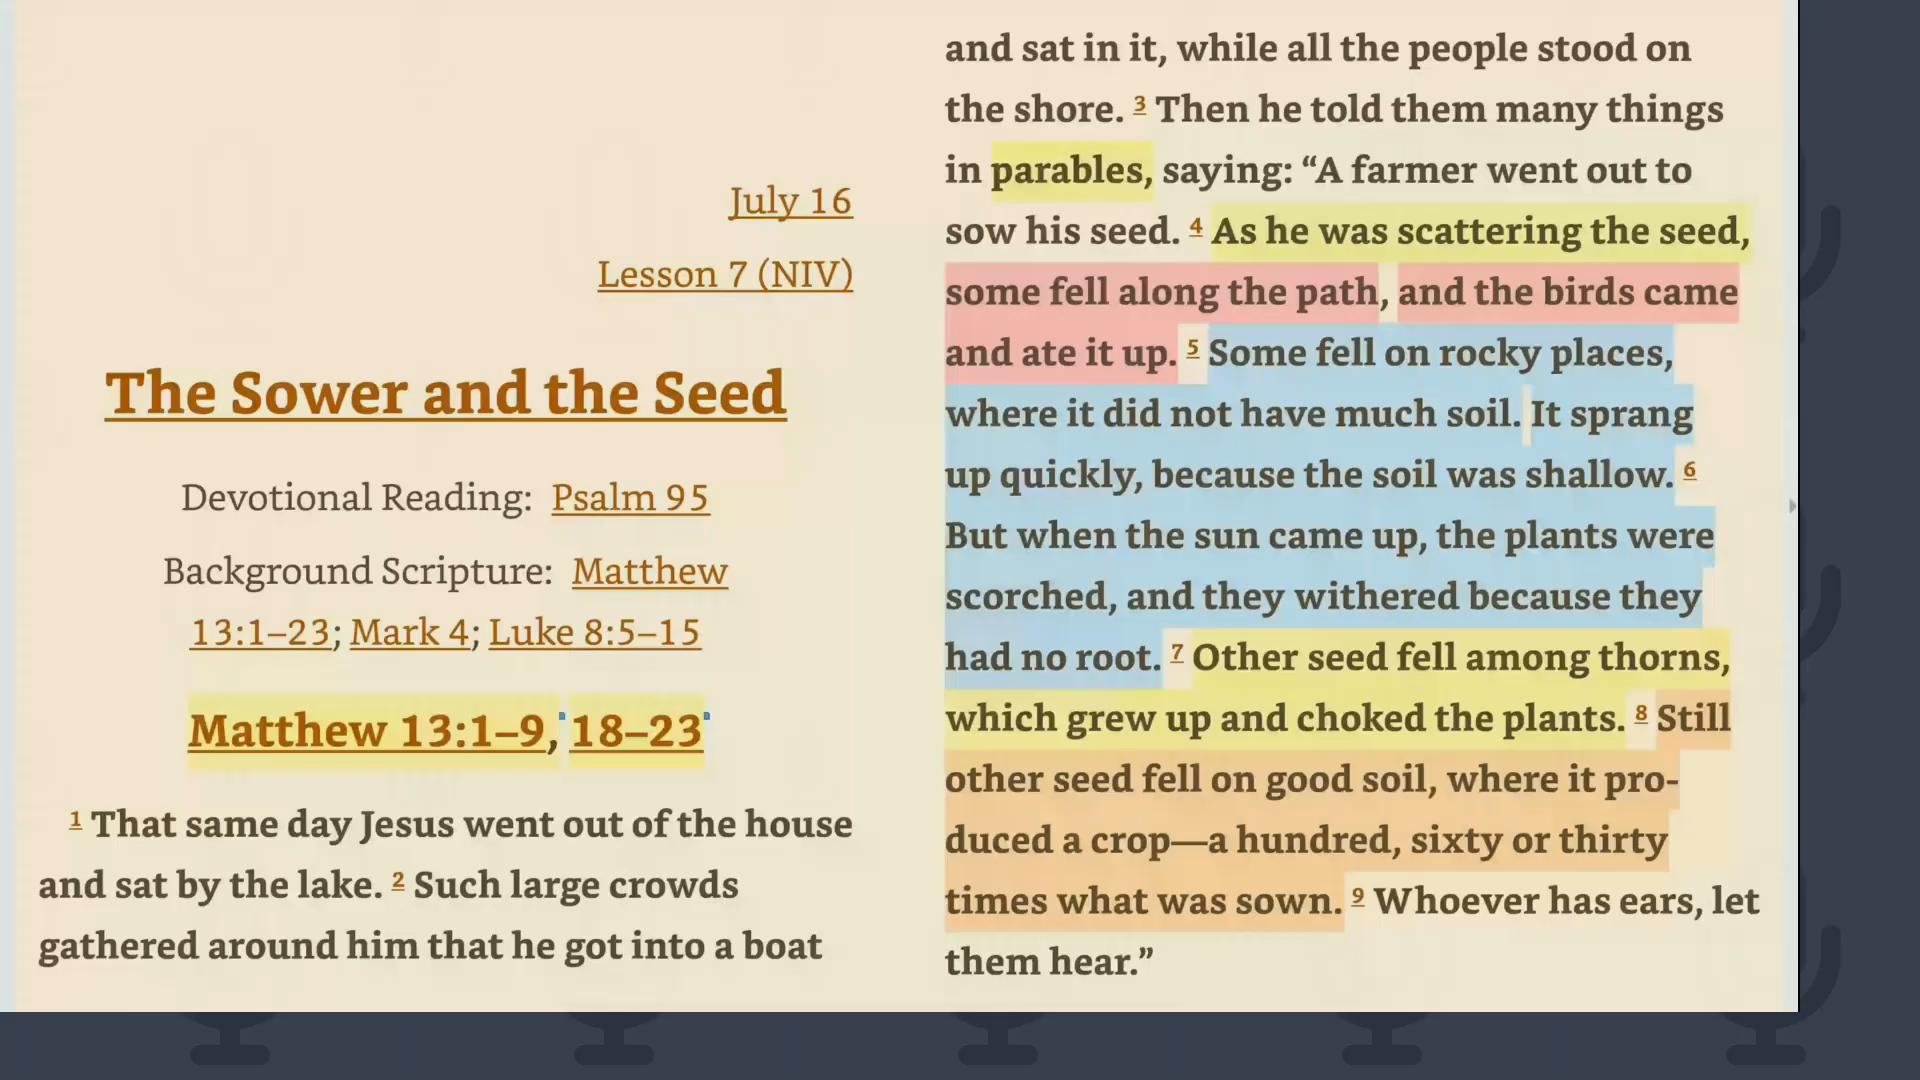 July 16
Lesson 7 (NIV)
The Sower and the Seed
Devotional Reading: Psalm 95
Background Scripture: Matthew
13:1–23; Mark 4; Luke 8:5–15
Matthew 13:1–9, 18–23
1 That same day Jesus went out of the house
and sat by the lake. 2 Such large crowds
gathered around him that he got into a boat
and sat in it, while all the people stood on
the shore. 3 Then he told them many things
in parables, saying: “A farmer went out to
sow his seed. 4 As he was scattering the seed,
some fell along the path, and the birds came
and ate it up. 5 Some fell on rocky places,
where it did not have much soil. It sprang
up quickly, because the soil was shallow. 6
But when the sun came up, the plants were
scorched, and they withered because they
had no root. 7 Other seed fell among thorns,
which grew up and choked the plants. 8 Still
other seed fell on good soil, where it pro-
duced a crop—a hundred, sixty or thirty
times what was sown. 9 Whoever has ears, let
them hear.”